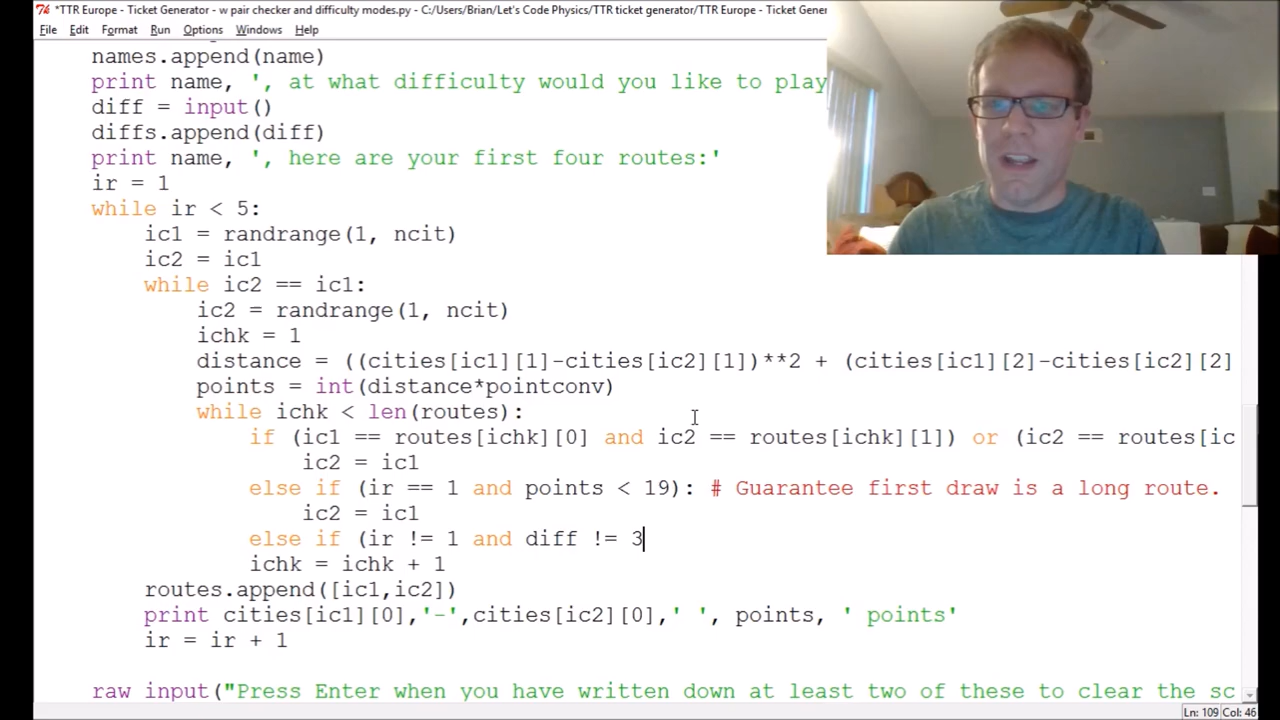 *TTR Europe - Ticket Generator - w pair checker and difficulty modes.py - C:/Users/Brian/Let's Code Physics/TTR ticket generator/TTR Europe - Ticket Gener
File Edit Format Run Options Windows Help
names.append(name)
print name, ', at what difficulty would you like to play
diff = input()
diffs.append(diff)
print name, ', here are your first four routes:'
ir = 1
while ir < 5:
ic1 = randrange(1, ncit)
ic2 = ic1
while ic2 == ic1:
ic2 = randrange(1, ncit)
ichk = 1
distance = ((cities[ic1][1]-cities[ic2][1])**2 + (cities[ic1][2]-cities[ic2][2]
points = int(distance*pointconv)
while ichk < len(routes):
if (ic1 == routes[ichk][0] and ic2 == routes[ichk][1]) or (ic2 == routes[ic
ic2 = ic1
else if (ir == 1 and points < 19): # Guarantee first draw is a long route.
ic2 = ic1
else if (ir != 1 and diff != 3
ichk = ichk + 1
routes.append([ic1,ic2])
print cities[ic1][0],'-',cities[ic2][0],' ', points, ' points'
ir = ir + 1
raw input("Press Enter when you have written down at least two of these to clear the sc
Ln: 109 Col: 46